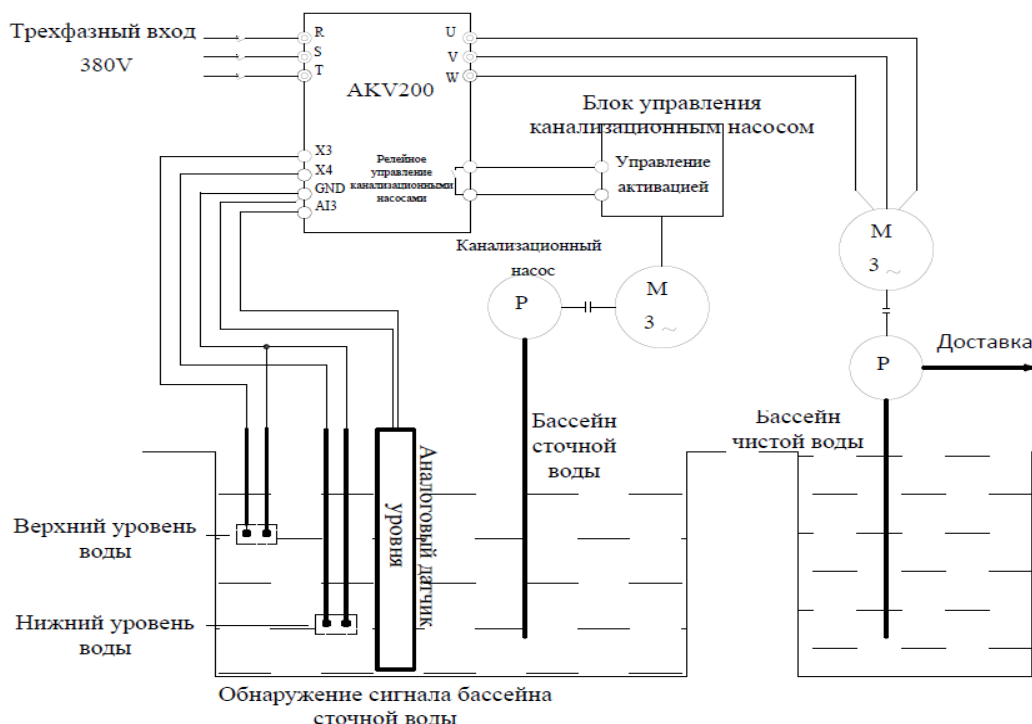 Трехфазный вход
380V
R
S
T
AKV200
U
V
W
X3
X4
GND
AI3
Релейное
управление
канализационными
насосами
Блок управления
канализационным насосом
Управление
активацией
Канализационный
насос
P
M
3 ~
M
3 ~
P
Доставка
Бассейн
сточной
воды
Бассейн
чистой воды
Аналоговый датчик
уровня
Верхний уровень
воды
Нижний уровень
воды
Обнаружение сигнала бассейна
сточной воды